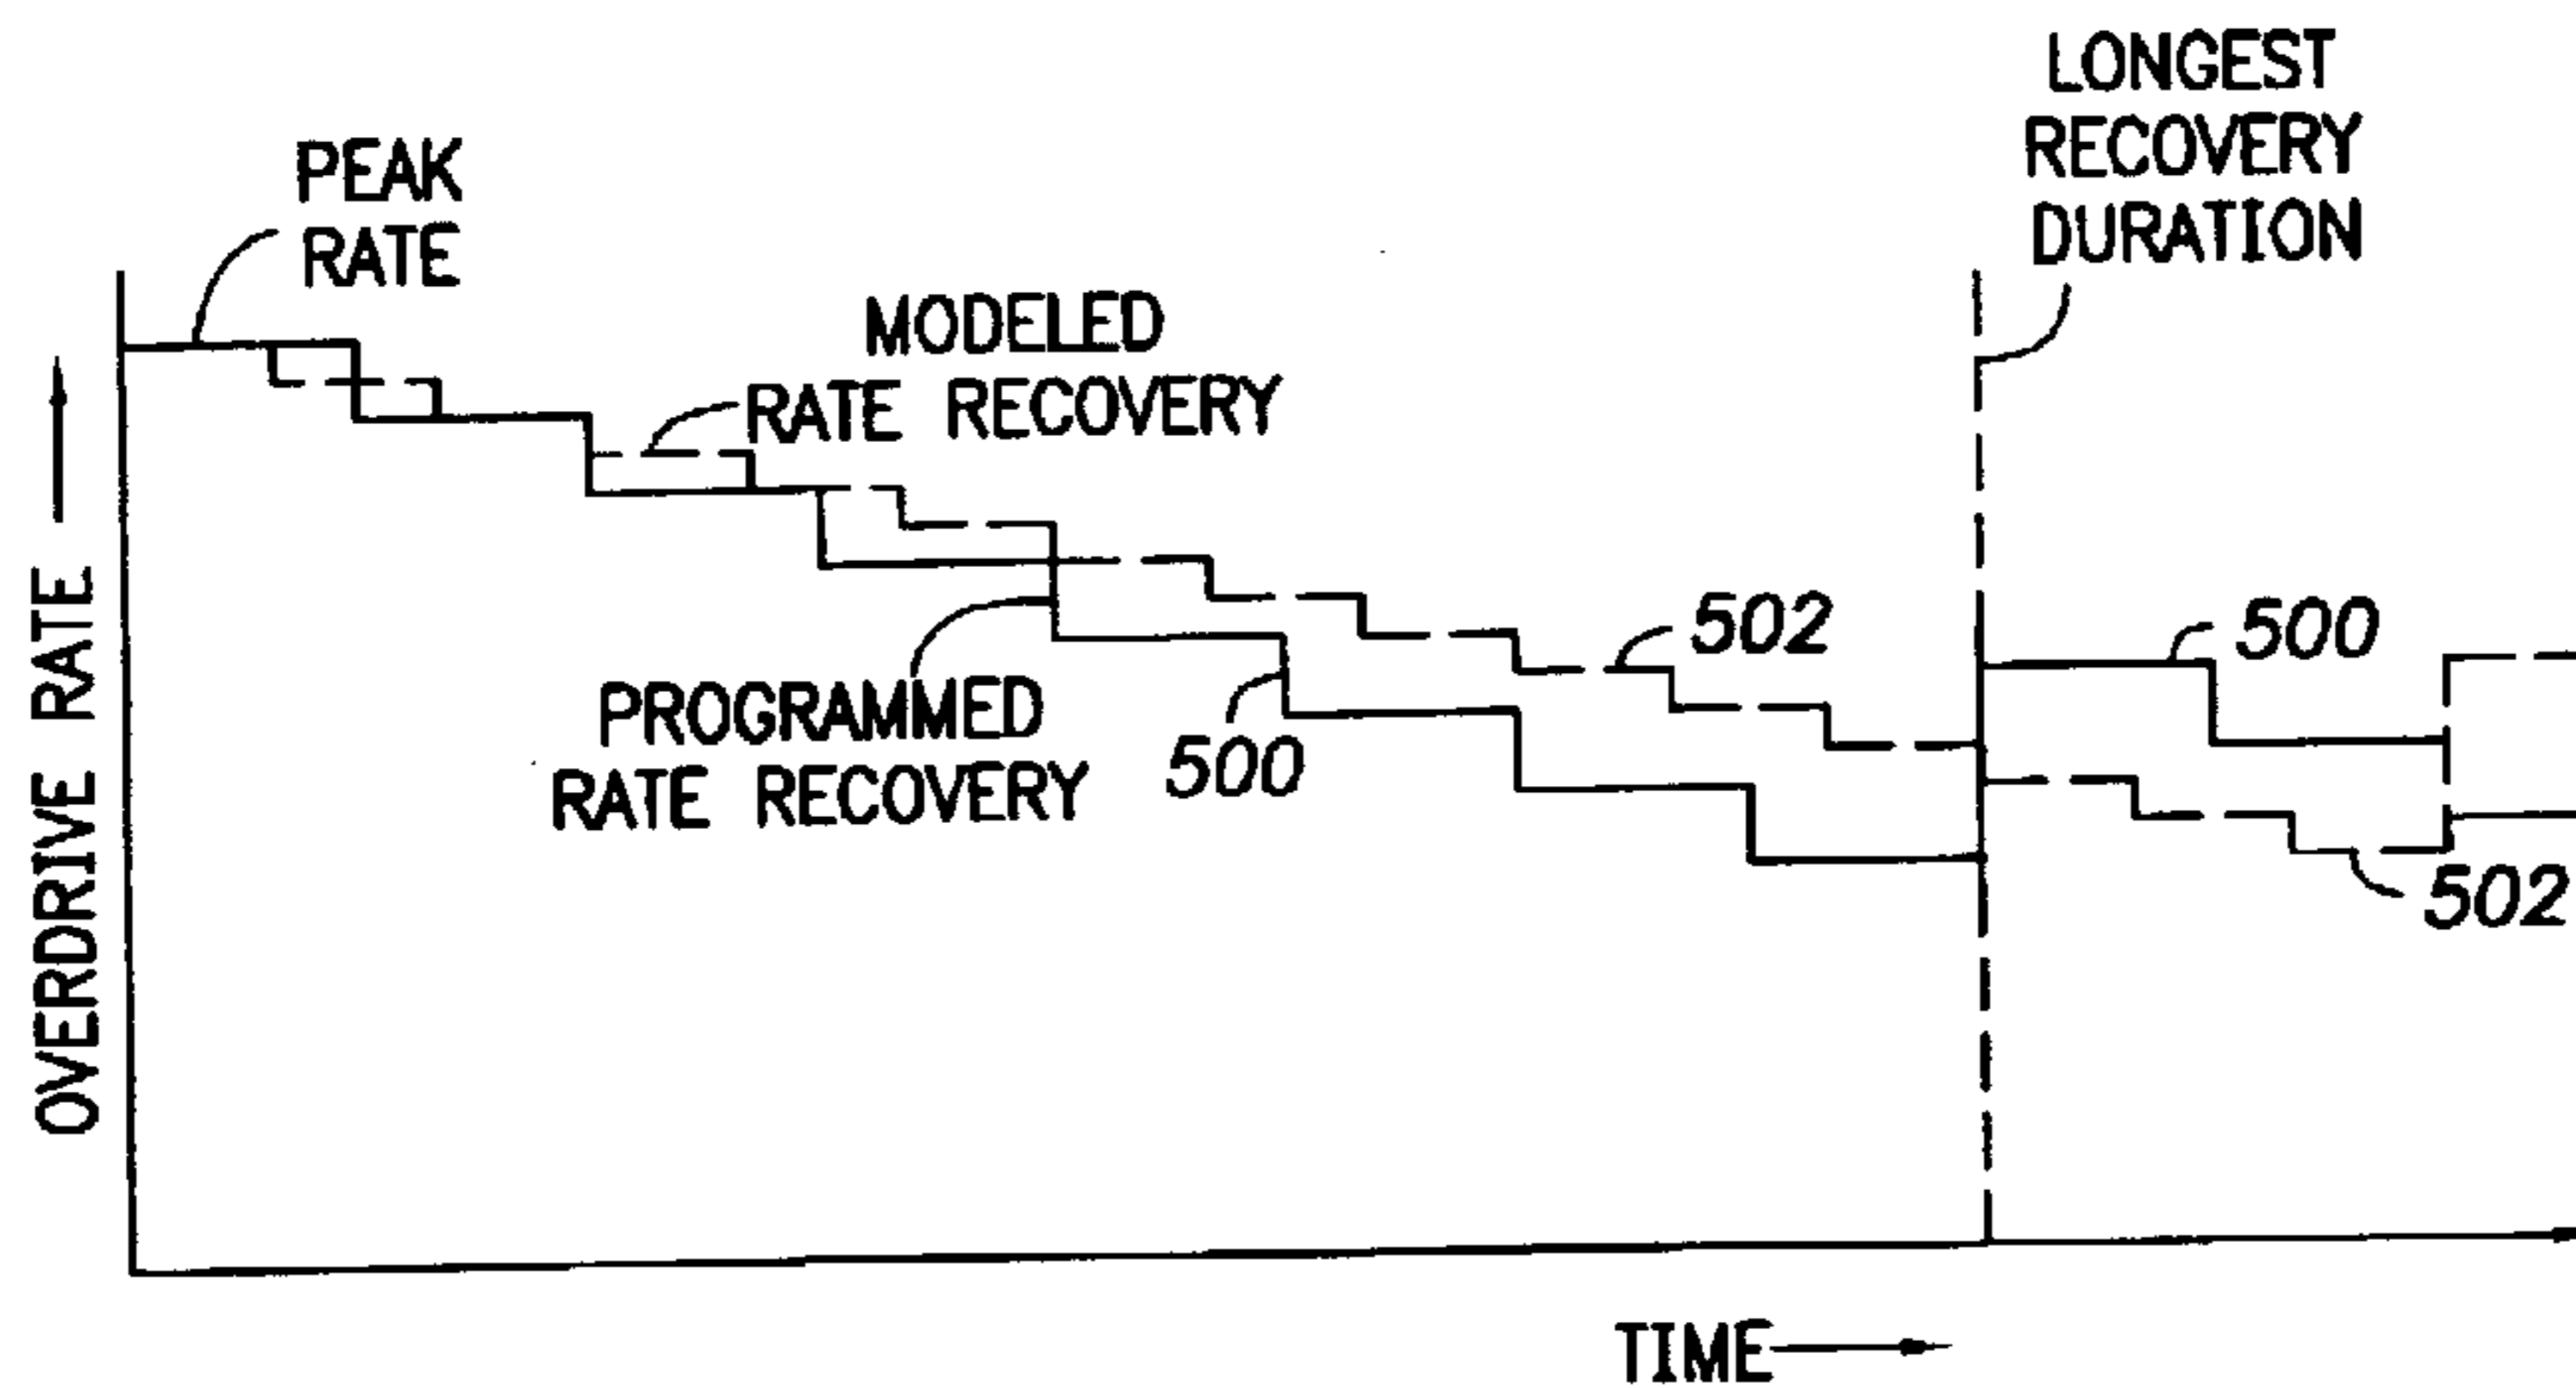 PEAK
RATE
LONGEST
RECOVERY
DURATION
MODELED
RATE RECOVERY
OVERDRIVE RATE
502
500
PROGRAMMED
RATE RECOVERY
500
502
TIME